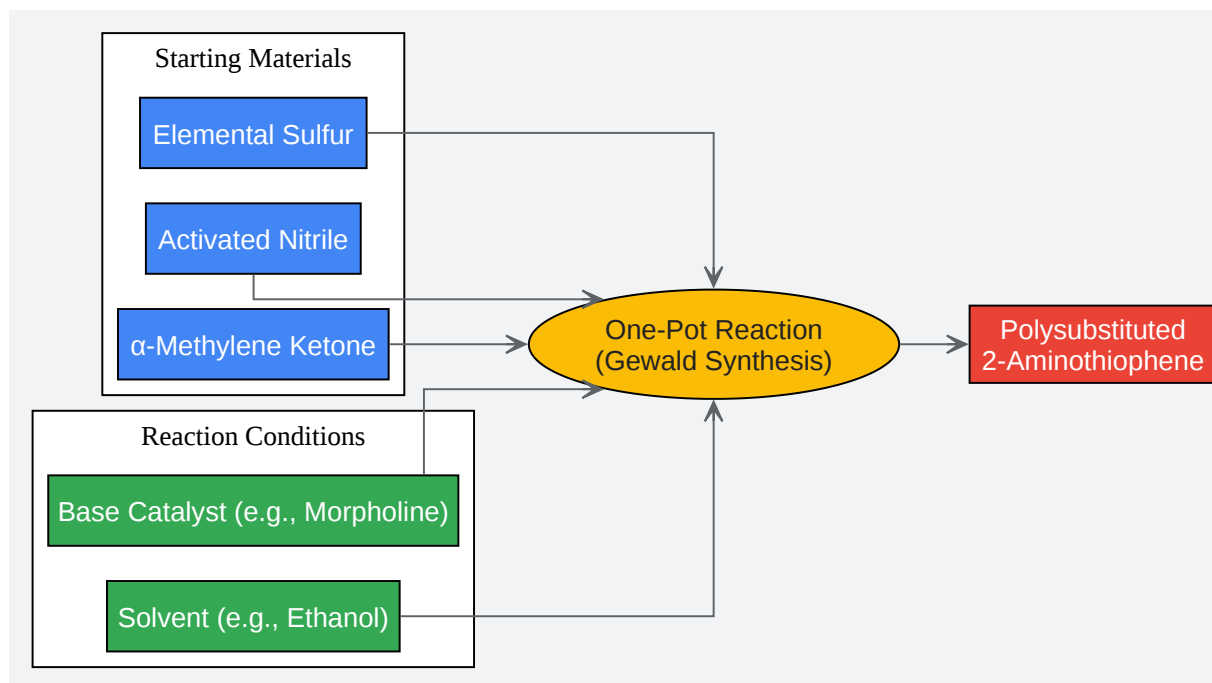 Starting Materials
Elemental Sulfur
Activated Nitrile
α-Methylene Ketone
Reaction Conditions
Base Catalyst (e.g., Morpholine)
Solvent (e.g., Ethanol)
One-Pot Reaction
(Gewald Synthesis)
Polysubstituted
2-Aminothiophene